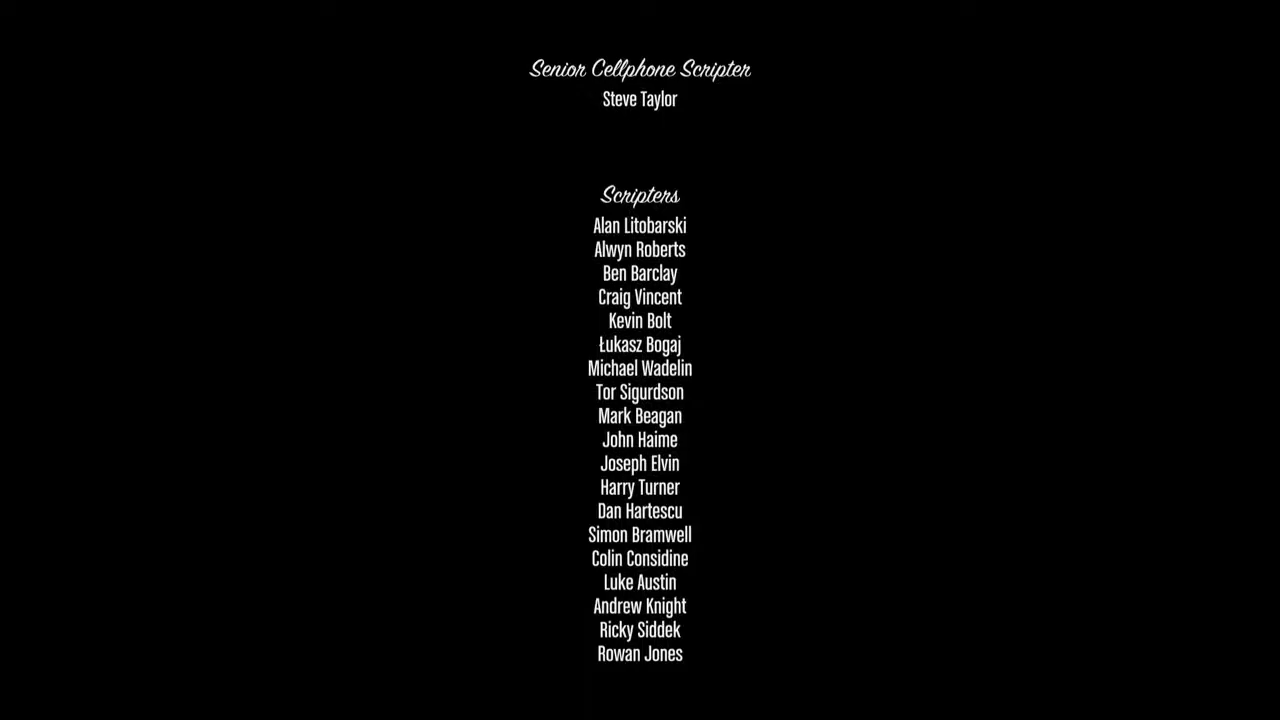 Senior Cellphone Scripter
Steve Taylor
Scripters
Alan Litobarski
Alwyn Roberts
Ben Barclay
Craig Vincent
Kevin Bolt
Łukasz Bogaj
Michael Wadelin
Tor Sigurdson
Mark Beagan
John Haime
Joseph Elvin
Harry Turner
Dan Hartescu
Simon Bramwell
Colin Considine
Luke Austin
Andrew Knight
Ricky Siddek
Rowan Jones